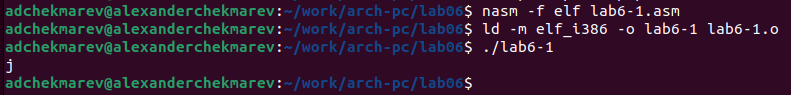 adchekmarev@alexanderchekmarev:~/work/arch-pc/lab06$ nasm -f elf lab6-1.asm
adchekmarev@alexanderchekmarev:~/work/arch-pc/lab06$ ld -m elf_i386 -o lab6-1 lab6-1.o
adchekmarev@alexanderchekmarev:~/work/arch-pc/lab06$ ./lab6-1
j
adchekmarev@alexanderchekmarev:~/work/arch-pc/lab06$